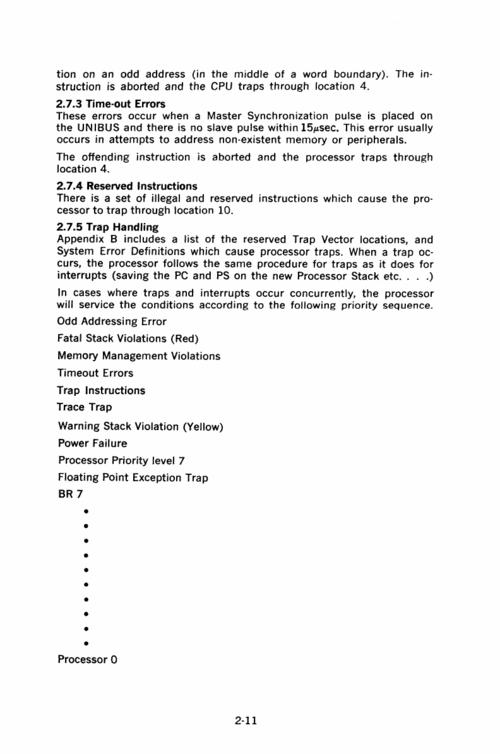 tion on an odd address (in the middle of a word boundary). The in-
struction is aborted and the CPU traps through location 4.
2.7.3 Time-out Errors
These errors occur when a Master Synchronization pulse is placed on
the UNIBUS and there is no slave pulse within 15μsec. This error usually
occurs in attempts to address non-existent memory or peripherals.
The offending instruction is aborted and the processor traps through
location 4.
2.7.4 Reserved Instructions
There is a set of illegal and reserved instructions which cause the pro-
cessor to trap through location 10.
2.7.5 Trap Handling
Appendix B includes a list of the reserved Trap Vector locations, and
System Error Definitions which cause processor traps. When a trap oc-
curs, the processor follows the same procedure for traps as it does for
interrupts (saving the PC and PS on the new Processor Stack etc. . . .)
In cases where traps and interrupts occur concurrently, the processor
will service the conditions according to the following priority sequence.
Odd Addressing Error
Fatal Stack Violations (Red)
Memory Management Violations
Timeout Errors
Trap Instructions
Trace Trap
Warning Stack Violation (Yellow)
Power Failure
Processor Priority level 7
Floating Point Exception Trap
BR 7
•
•
•
•
•
•
•
•
•
•
Processor 0
2-11